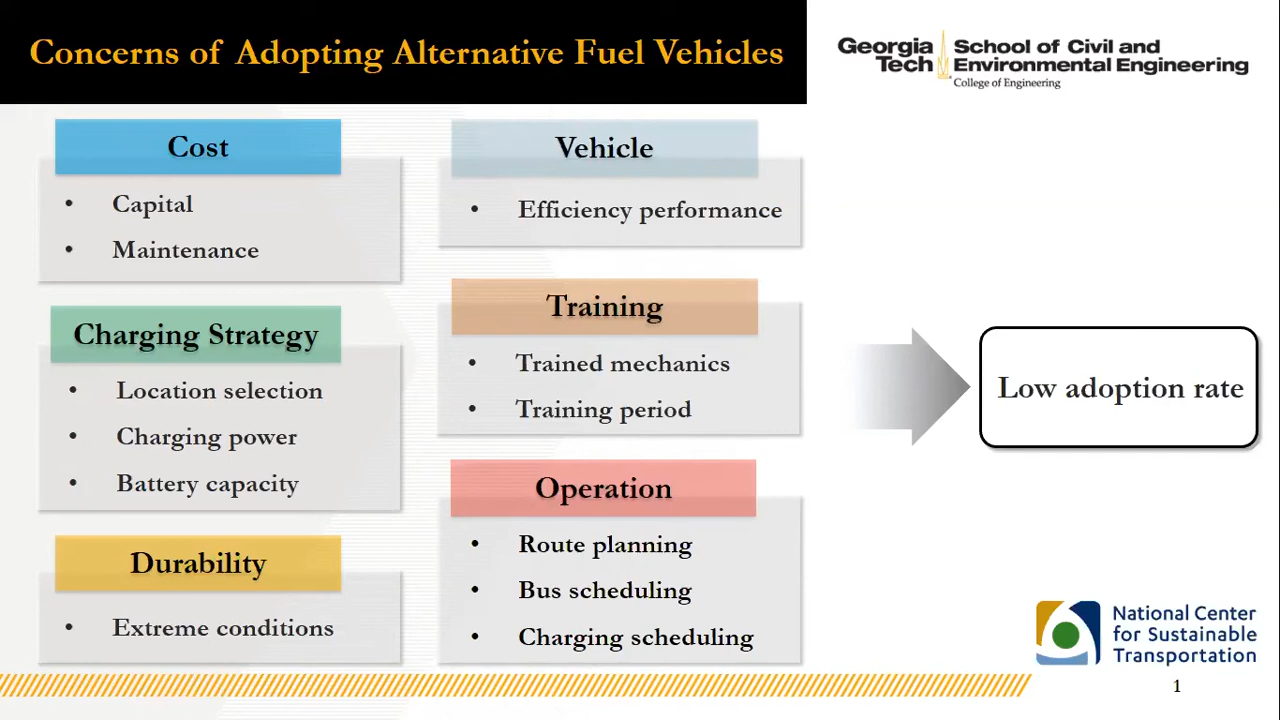 Concerns of Adopting Alternative Fuel Vehicles
Georgia Tech
School of Civil and
Environmental Engineering
College of Engineering
Cost
• Capital
• Maintenance
Charging Strategy
• Location selection
• Charging power
• Battery capacity
Durability
• Extreme conditions
Vehicle
• Efficiency performance
Training
• Trained mechanics
• Training period
Operation
• Route planning
• Bus scheduling
• Charging scheduling
Low adoption rate
National Center
for Sustainable
Transportation
1